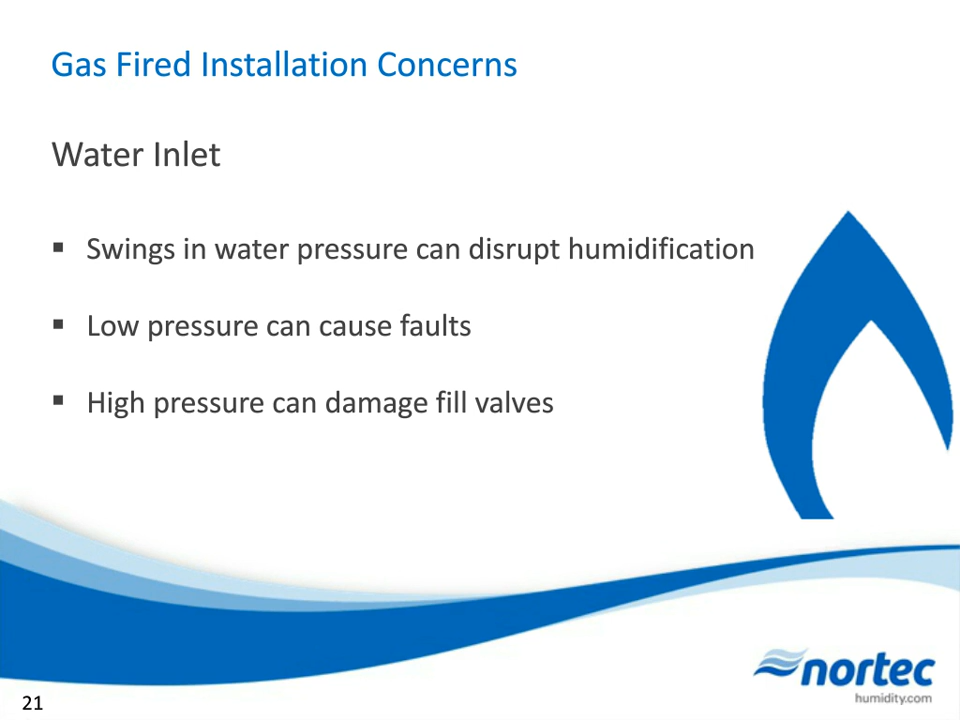 Gas Fired Installation Concerns
Water Inlet
▪ Swings in water pressure can disrupt humidification
▪ Low pressure can cause faults
▪ High pressure can damage fill valves
nortec
humidity.com
21